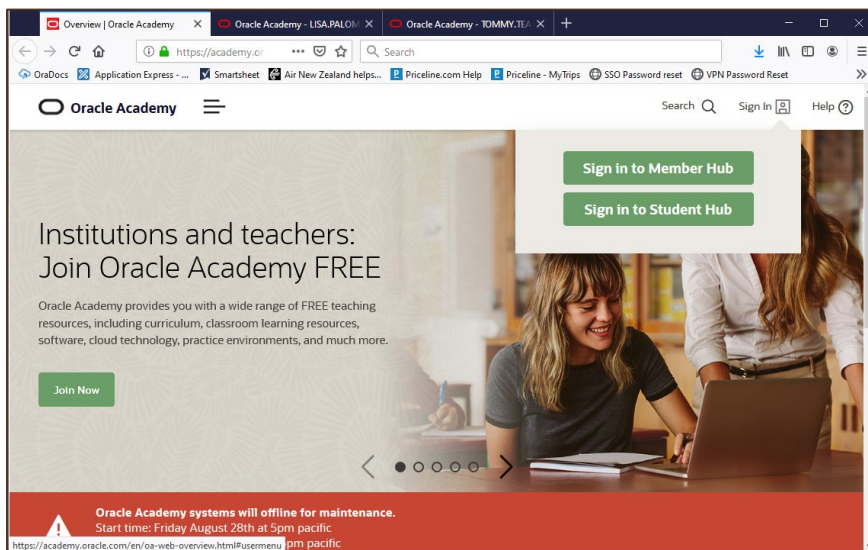 Overview | Oracle Academy
Oracle Academy - LISA.PALOM
Oracle Academy - TOMMY.TEA
https://academy.or
Search
OraDocs
Application Express - ...
Smartsheet
Air New Zealand helps...
Priceline.com Help
Priceline - MyTrips
SSO Password reset
VPN Password Reset
Oracle Academy
Search
Sign In
Help
Sign in to Member Hub
Sign in to Student Hub
Institutions and teachers:
Join Oracle Academy FREE
Oracle Academy provides you with a wide range of FREE teaching
resources, including curriculum, classroom learning resources,
software, cloud technology, practice environments, and much more.
Join Now
Oracle Academy systems will offline for maintenance.
Start time: Friday August 28th at 5pm pacific
https://academy.oracle.com/en/oa-web-overview.html#usermenu
pm pacific